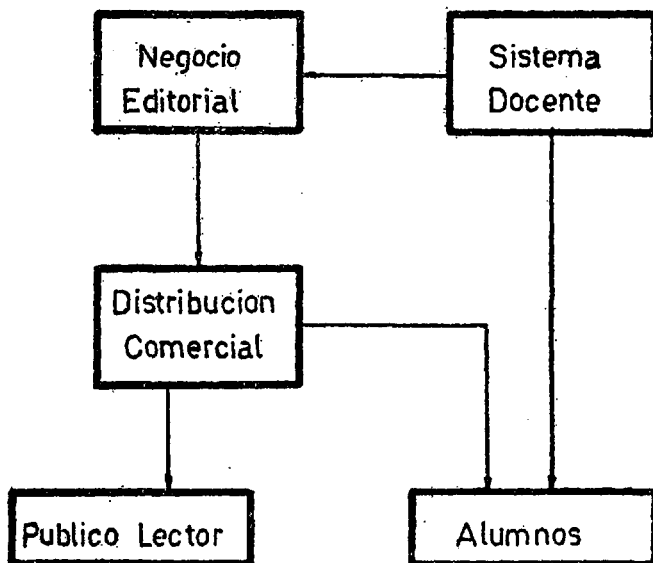 Negocio
Editorial
Sistema
Docente
Distribucion
Comercial
Publico Lector
Alumnos